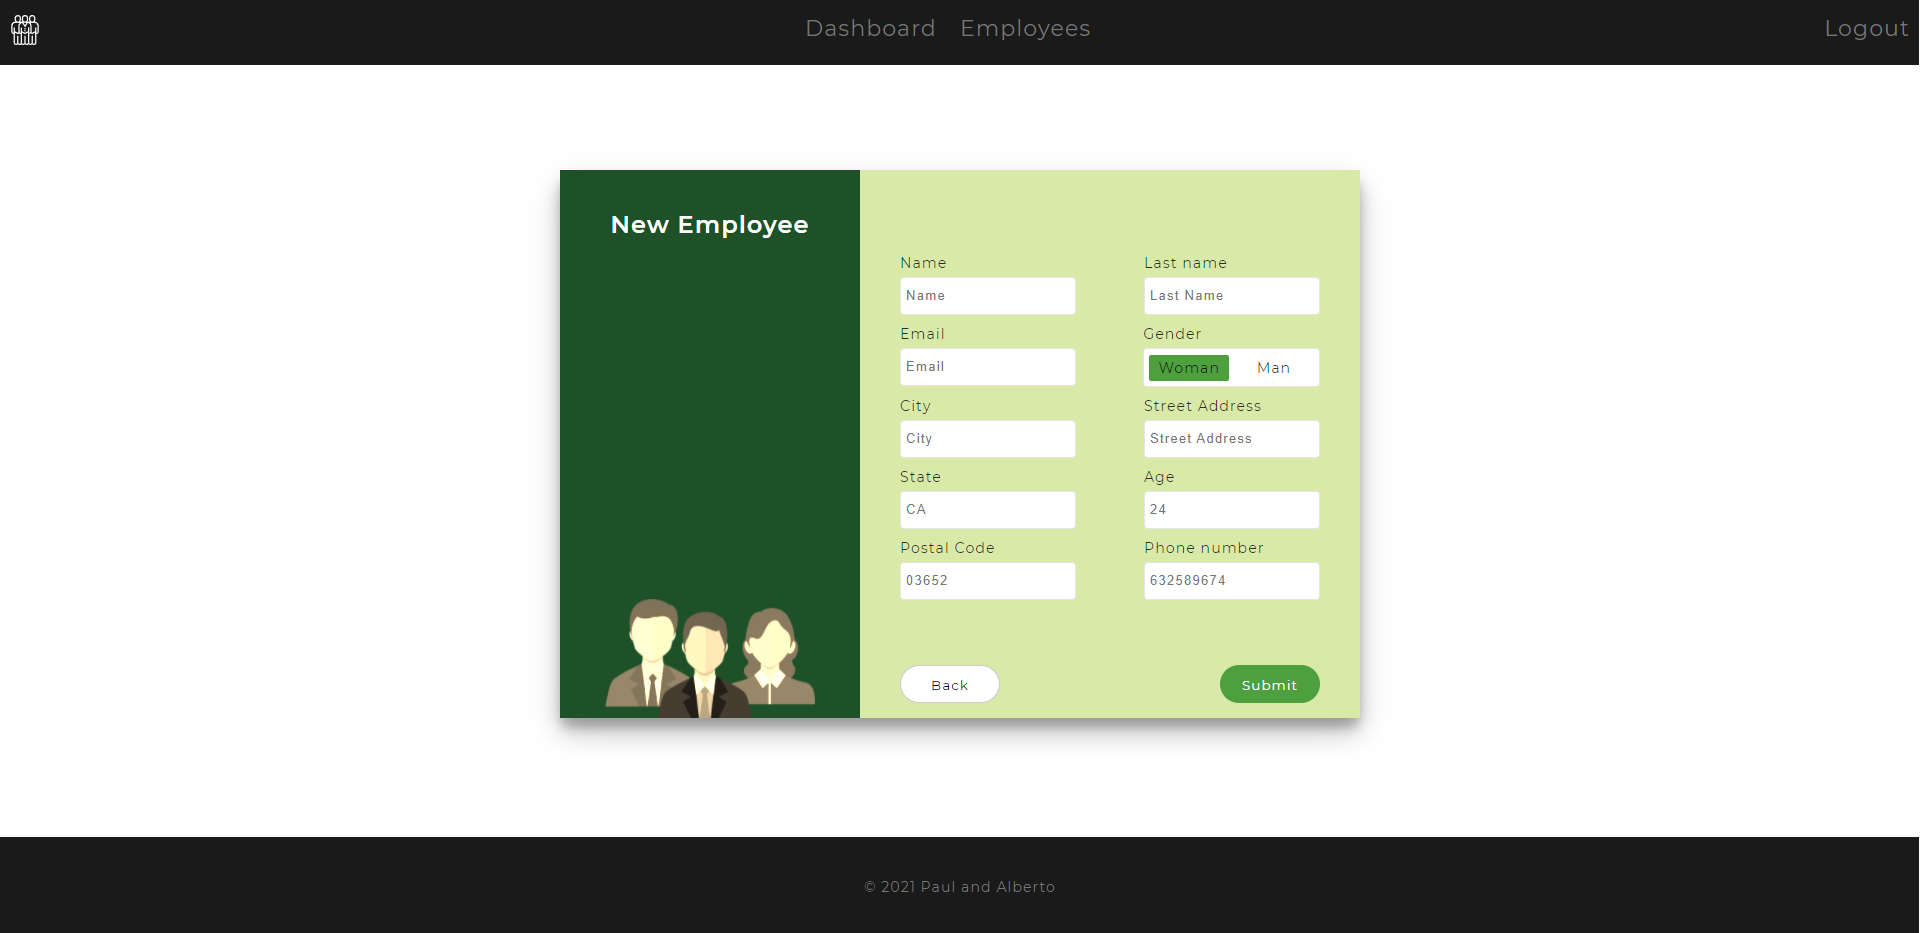 Dashboard Employees Logout
New Employee
Name Last name
Name Last Name
Email Gender
Email Woman Man
City Street Address
City Street Address
State Age
CA 24
Postal Code Phone number
03652 632589674
Back Submit
© 2021 Paul and Alberto